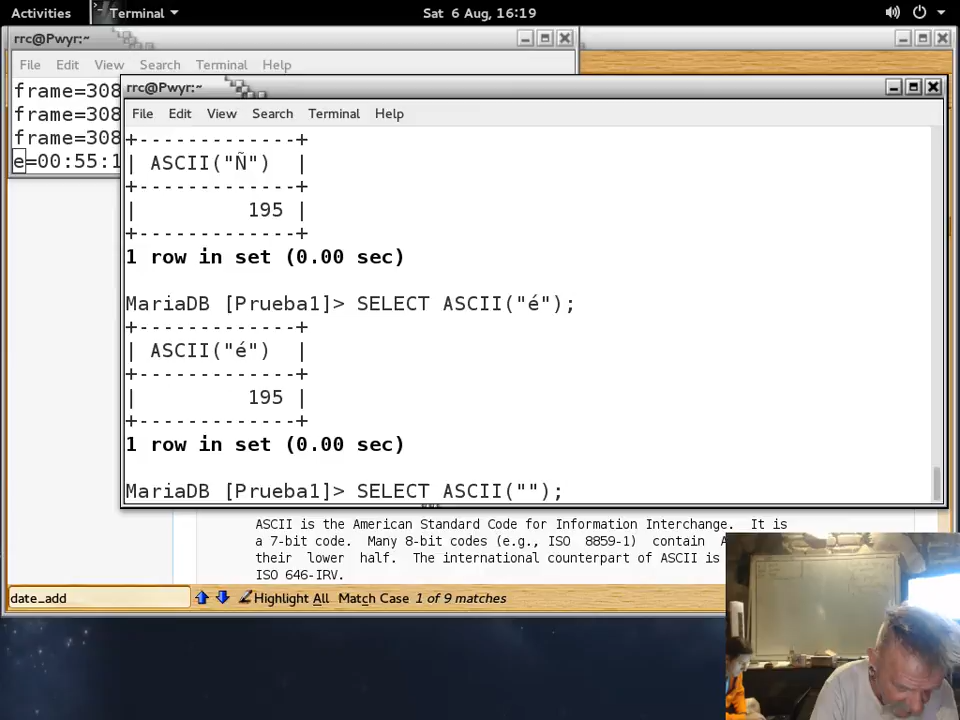 Activities Terminal Sat 6 Aug, 16:19
rrc@Pwyr:~
File Edit View Search Terminal Help
frame=308
frame=308
frame=308
e=00:55:1
rrc@Pwyr:~
File Edit View Search Terminal Help
+-------------+
| ASCII("Ñ")  |
+-------------+
|         195 |
+-------------+
1 row in set (0.00 sec)
MariaDB [Prueba1]> SELECT ASCII("é");
+-------------+
| ASCII("é")  |
+-------------+
|         195 |
+-------------+
1 row in set (0.00 sec)
MariaDB [Prueba1]> SELECT ASCII("");
ASCII is the American Standard Code for Information Interchange. It is
a 7-bit code. Many 8-bit codes (e.g., ISO 8859-1) contain
their lower half. The international counterpart of ASCII is
ISO 646-IRV.
date_add Highlight All Match Case 1 of 9 matches